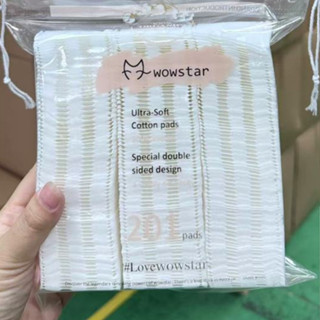 wowstar
Ultra-Soft
Cotton pads
Special double
sided design
201
pads
#Lovewowstar